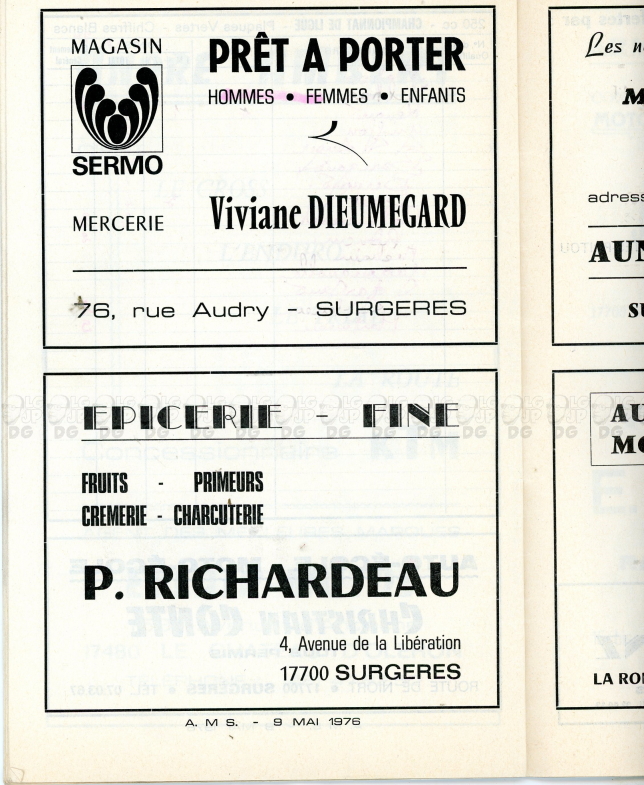 MAGASIN
SERMO
MERCERIE
PRÊT A PORTER
HOMMES • FEMMES • ENFANTS
Viviane DIEUMEGARD
76, rue Audry - SURGERES
EPICERIE - FINE
FRUITS - PRIMEURS
CREMERIE - CHARCUTERIE
P. RICHARDEAU
4, Avenue de la Libération
17700 SURGERES
A. M. S. - 9 MAI 1976
Les
adress
AUN
SU
AU
MO
LA RO